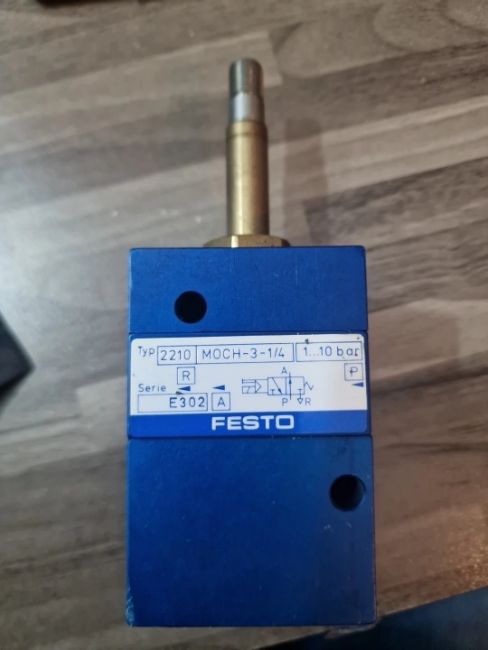 Typ 2210 MOCH-3-1/4 1...10 bar
R A P
Serie P R
E302 A
FESTO